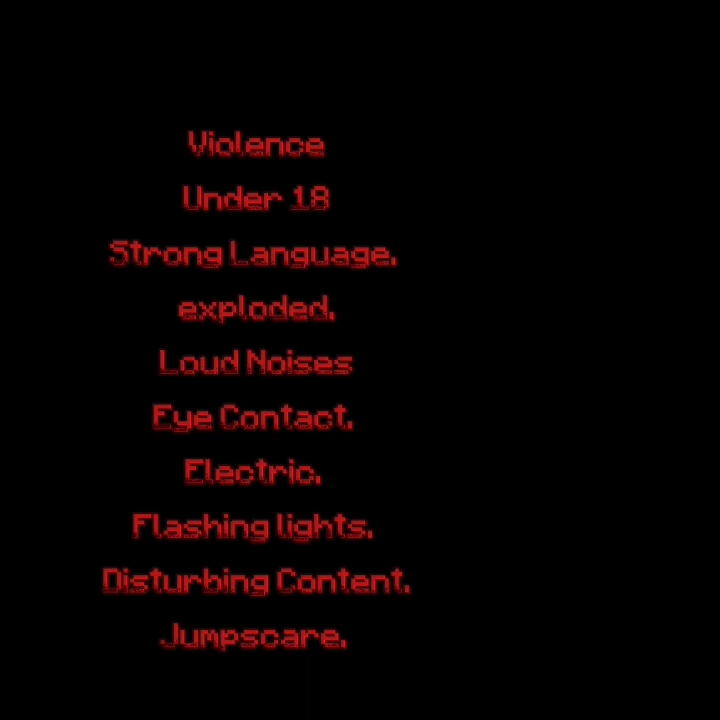 Violence
Under 18
Strong Language.
exploded.
Loud Noises
Eye Contact.
Electric.
Flashing lights.
Disturbing Content.
Jumpscare.